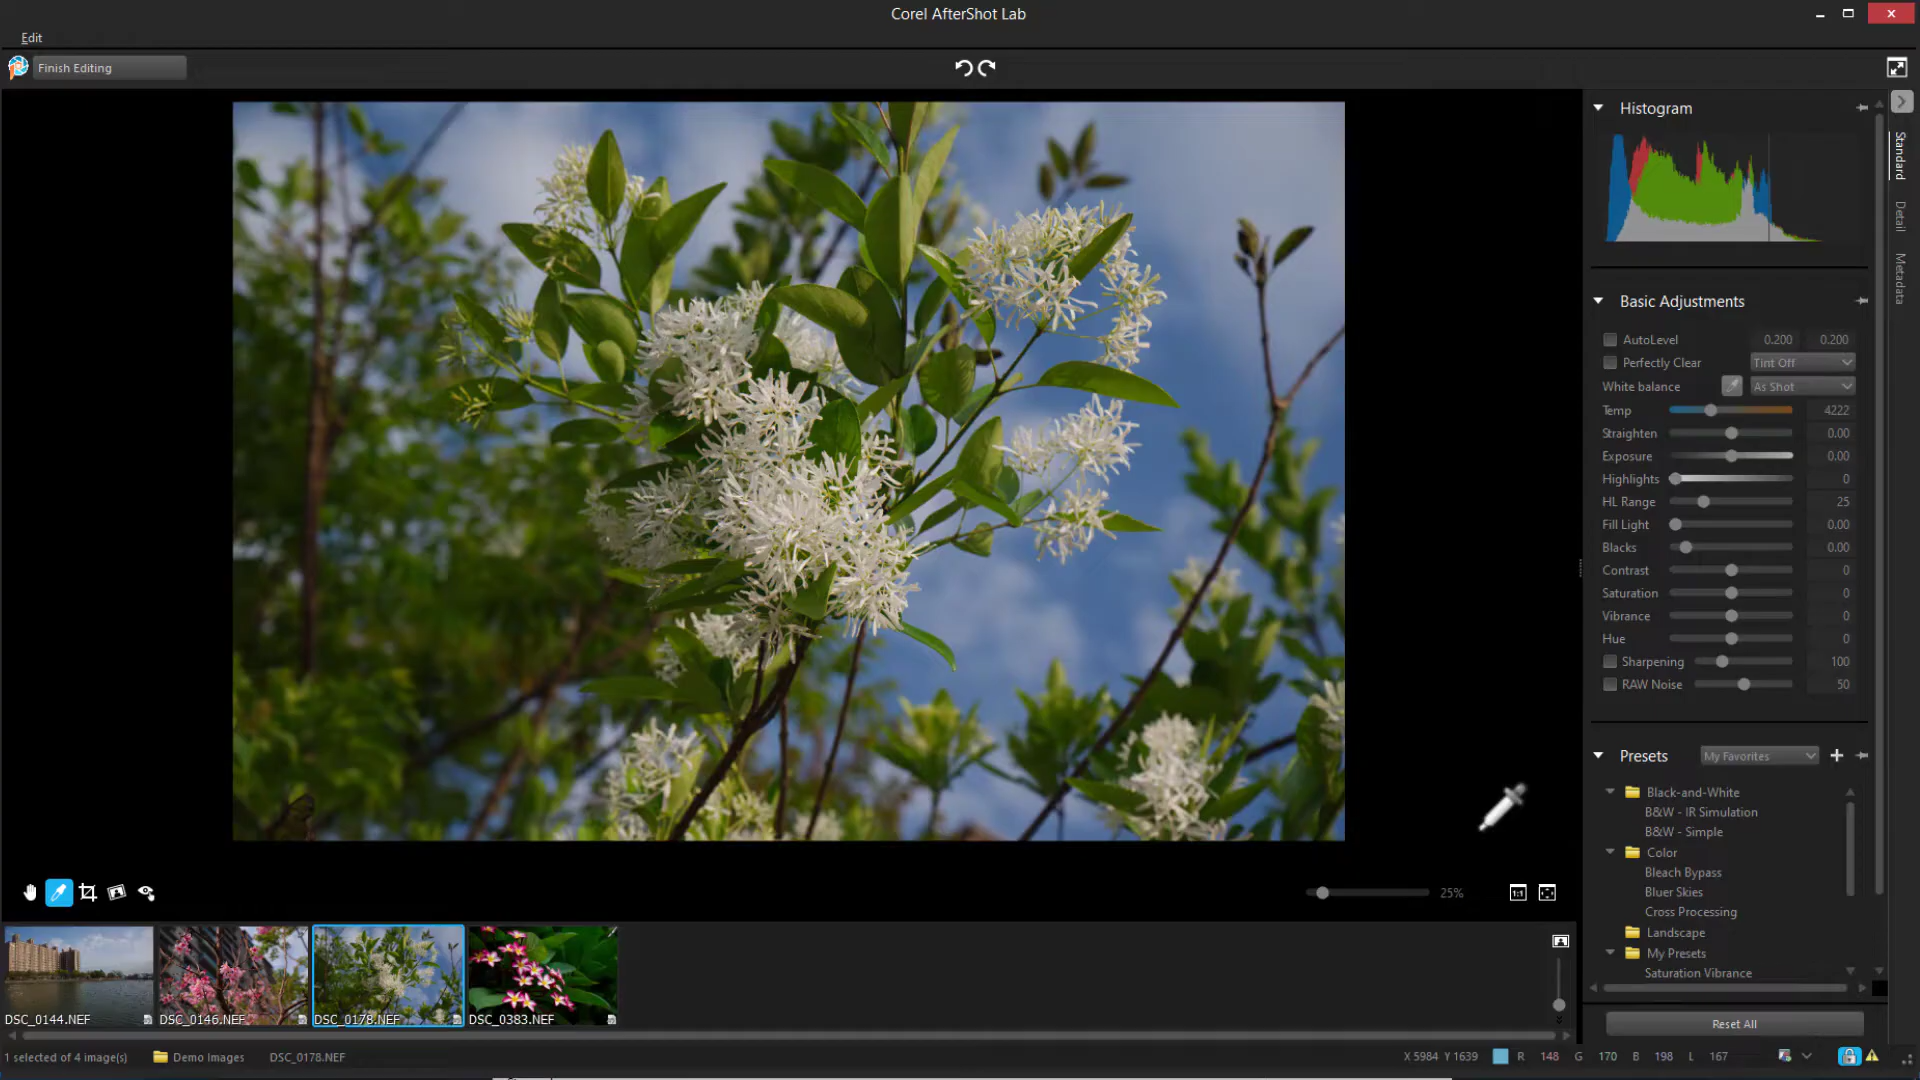 Corel AfterShot Lab
Edit
Finish Editing
Histogram
Standard
Detail
Metadata
Basic Adjustments
AutoLevel 0.200 0.200
Perfectly Clear Tint Off
White balance As Shot
Temp 4222
Straighten 0.00
Exposure 0.00
Highlights 0
HL Range 25
Fill Light 0.00
Blacks 0.00
Contrast 0
Saturation 0
Vibrance 0
Hue 0
Sharpening 100
RAW Noise 50
Presets My Favorites
Black-and-White
B&W - IR Simulation
B&W - Simple
Color
Bleach Bypass
Bluer Skies
Cross Processing
Landscape
My Presets
Saturation Vibrance
Reset All
25% 1:1
DSC_0144.NEF DSC_0146.NEF DSC_0178.NEF DSC_0383.NEF
1 selected of 4 image(s) Demo Images DSC_0178.NEF X 5984 Y 1639 R 148 G 170 B 198 L 167